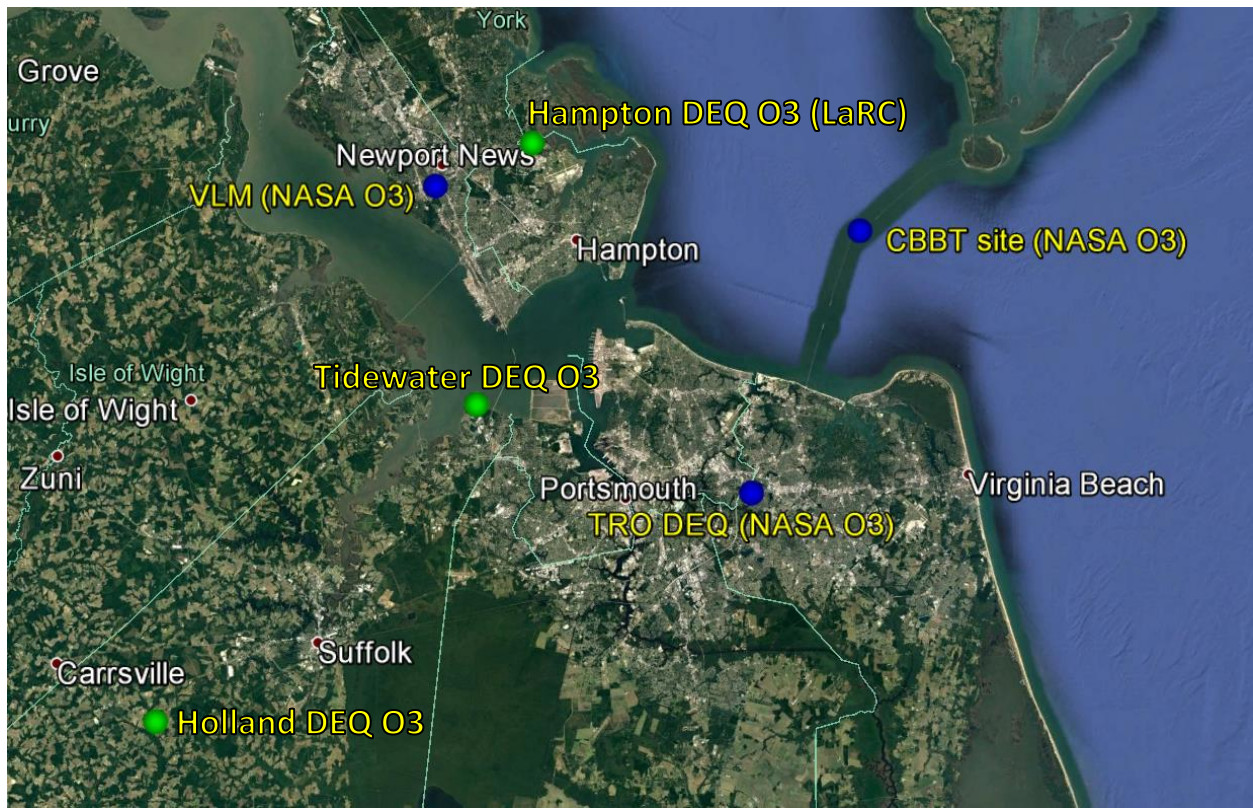 York
Grove
urry
Hampton DEQ O3 (LaRC)
Newport News
VLM (NASA O3)
Hampton
CBBT site (NASA O3)
Tidewater DEQ O3
Isle of Wight
Isle of Wight
Zuni
Portsmouth
Virginia Beach
TRO DEQ (NASA O3)
Suffolk
Carrsville
Holland DEQ O3